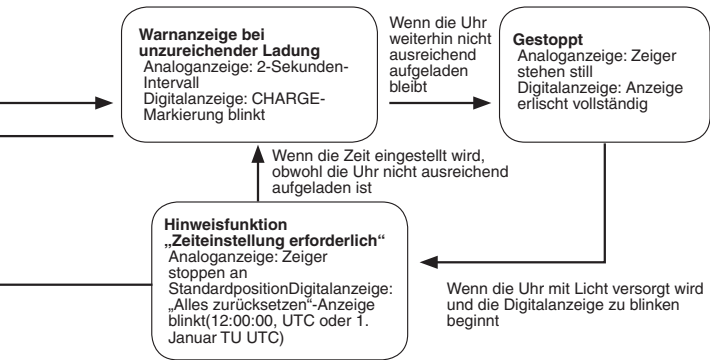 Warnanzeige bei
unzureichender Ladung
Analoganzeige: 2-Sekunden-
Intervall
Digitalanzeige: CHARGE-
Markierung blinkt
Wenn die Uhr
weiterhin nicht
ausreichend
aufgeladen
bleibt
Gestoppt
Analoganzeige: Zeiger
stehen still
Digitalanzeige: Anzeige
erlischt vollständig
Wenn die Zeit eingestellt wird,
obwohl die Uhr nicht ausreichend
aufgeladen ist
Hinweisfunktion
„Zeiteinstellung erforderlich“
Analoganzeige: Zeiger
stoppen an
StandardpositionDigitalanzeige:
„Alles zurücksetzen“-Anzeige
blinkt(12:00:00, UTC oder 1.
Januar TU UTC)
Wenn die Uhr mit Licht versorgt wird
und die Digitalanzeige zu blinken
beginnt